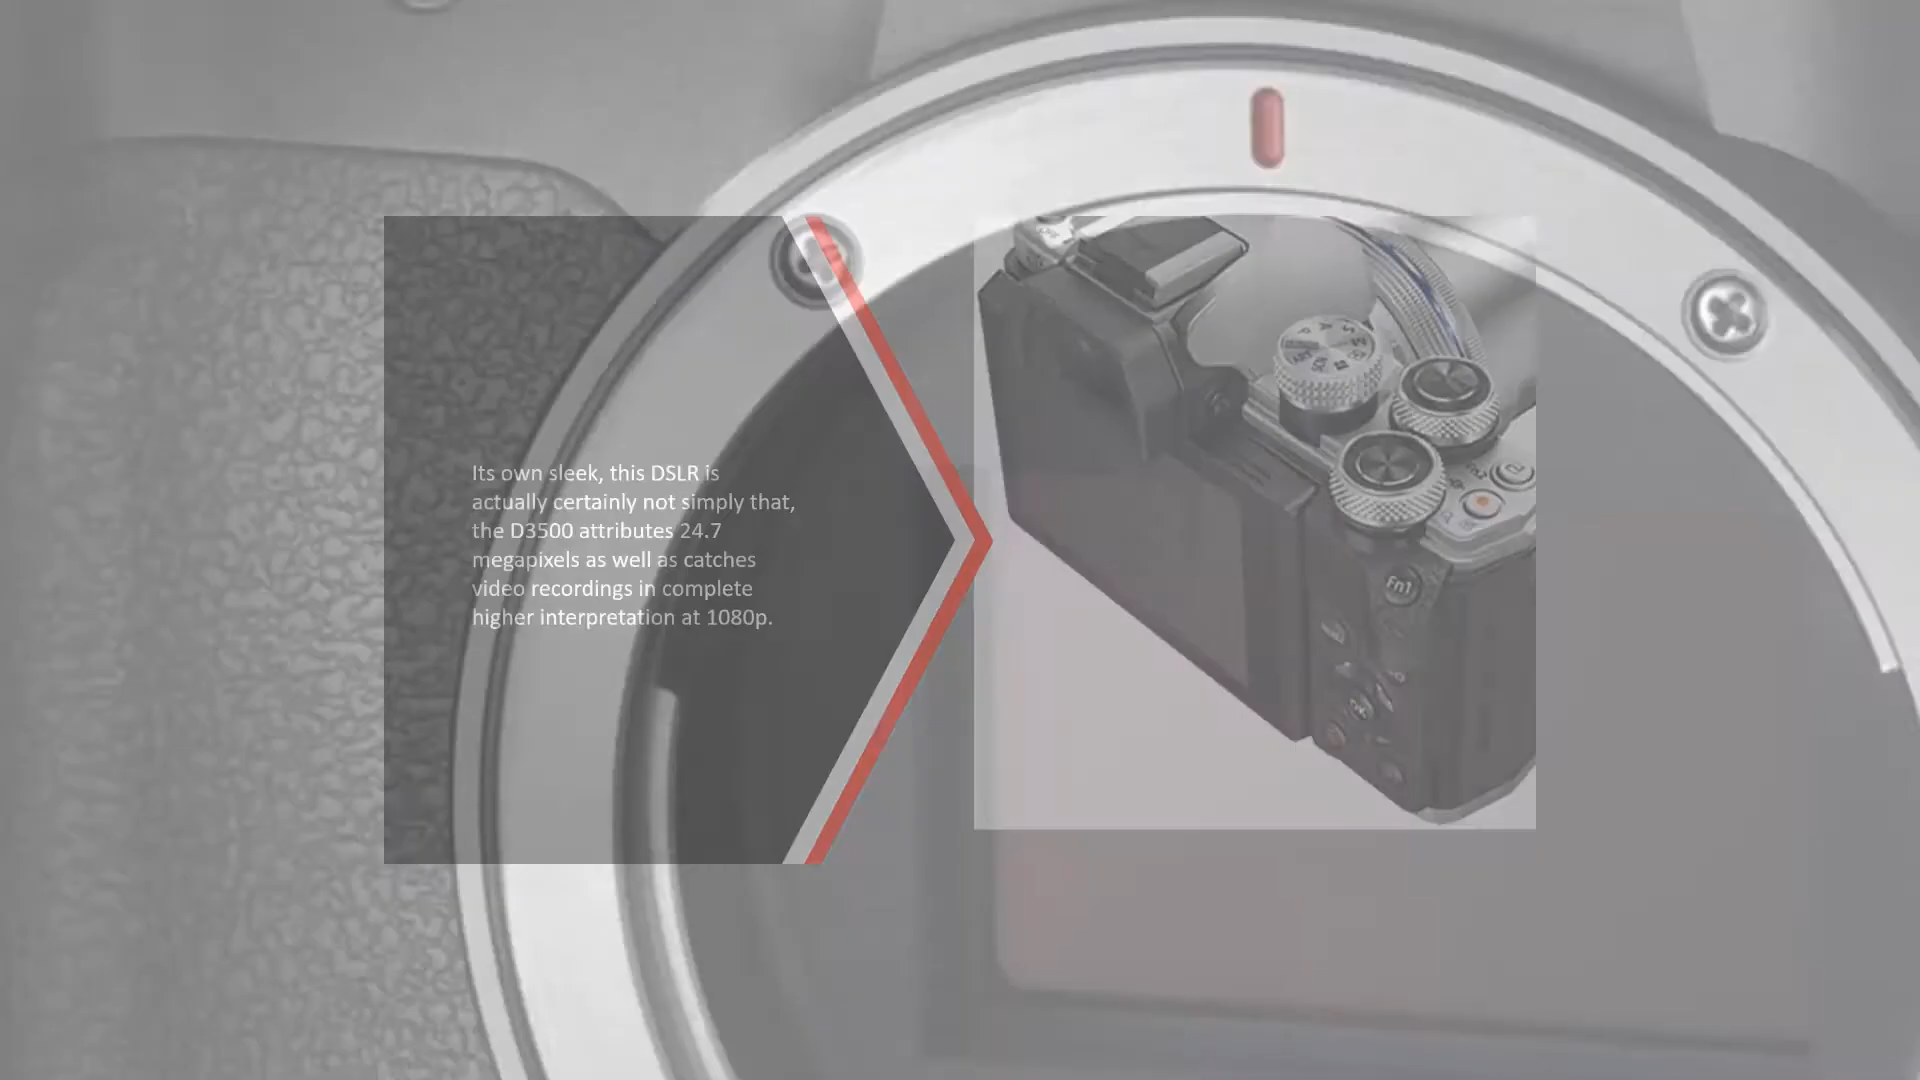 Its own sleek, this DSLR is
actually certainly not simply that,
the D3500 attributes 24.7
megapixels as well as catches
video recordings in complete
higher interpretation at 1080p.
Fn1